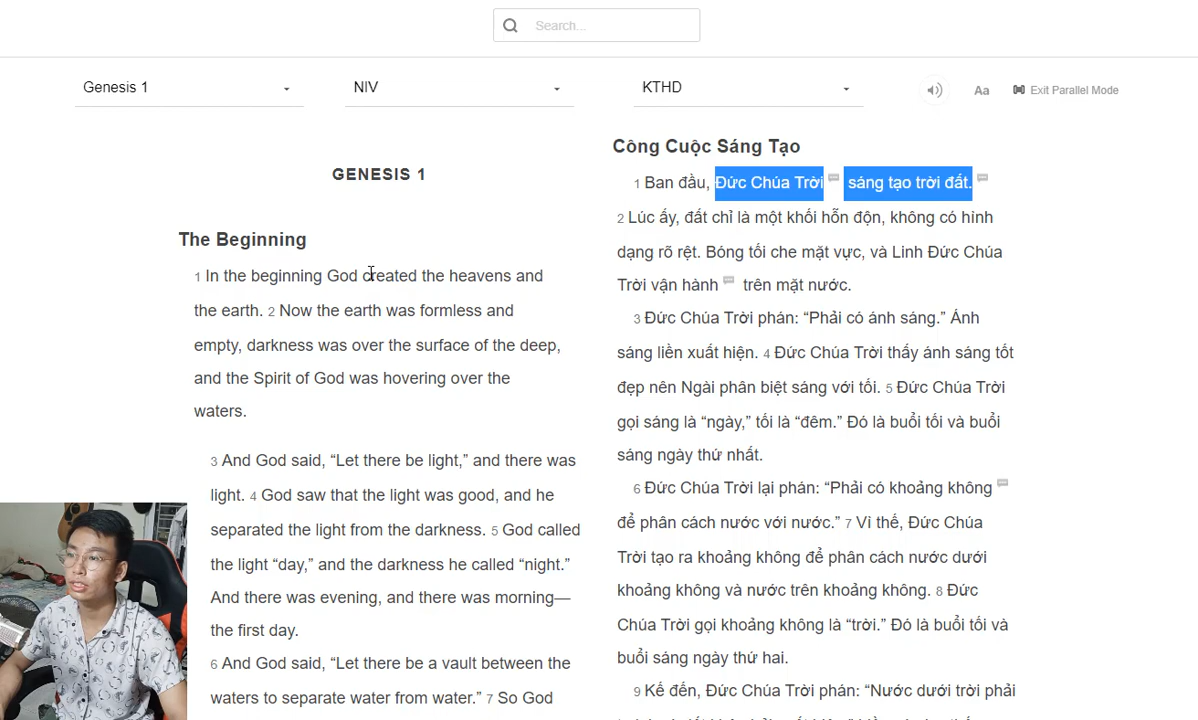 Search...
Genesis 1
NIV
KTHD
Aa
Exit Parallel Mode
GENESIS 1
The Beginning
1 In the beginning God created the heavens and
the earth. 2 Now the earth was formless and
empty, darkness was over the surface of the deep,
and the Spirit of God was hovering over the
waters.
3 And God said, “Let there be light,” and there was
light. 4 God saw that the light was good, and he
separated the light from the darkness. 5 God called
the light “day,” and the darkness he called “night.”
And there was evening, and there was morning—
the first day.
6 And God said, “Let there be a vault between the
waters to separate water from water.” 7 So God
Công Cuộc Sáng Tạo
1 Ban đầu, Đức Chúa Trời sáng tạo trời đất.
2 Lúc ấy, đất chỉ là một khối hỗn độn, không có hình
dạng rõ rệt. Bóng tối che mặt vực, và Linh Đức Chúa
Trời vận hành trên mặt nước.
3 Đức Chúa Trời phán: “Phải có ánh sáng.” Ánh
sáng liền xuất hiện. 4 Đức Chúa Trời thấy ánh sáng tốt
đẹp nên Ngài phân biệt sáng với tối. 5 Đức Chúa Trời
gọi sáng là “ngày,” tối là “đêm.” Đó là buổi tối và buổi
sáng ngày thứ nhất.
6 Đức Chúa Trời lại phán: “Phải có khoảng không
để phân cách nước với nước.” 7 Vì thế, Đức Chúa
Trời tạo ra khoảng không để phân cách nước dưới
khoảng không và nước trên khoảng không. 8 Đức
Chúa Trời gọi khoảng không là “trời.” Đó là buổi tối và
buổi sáng ngày thứ hai.
9 Kế đến, Đức Chúa Trời phán: “Nước dưới trời phải